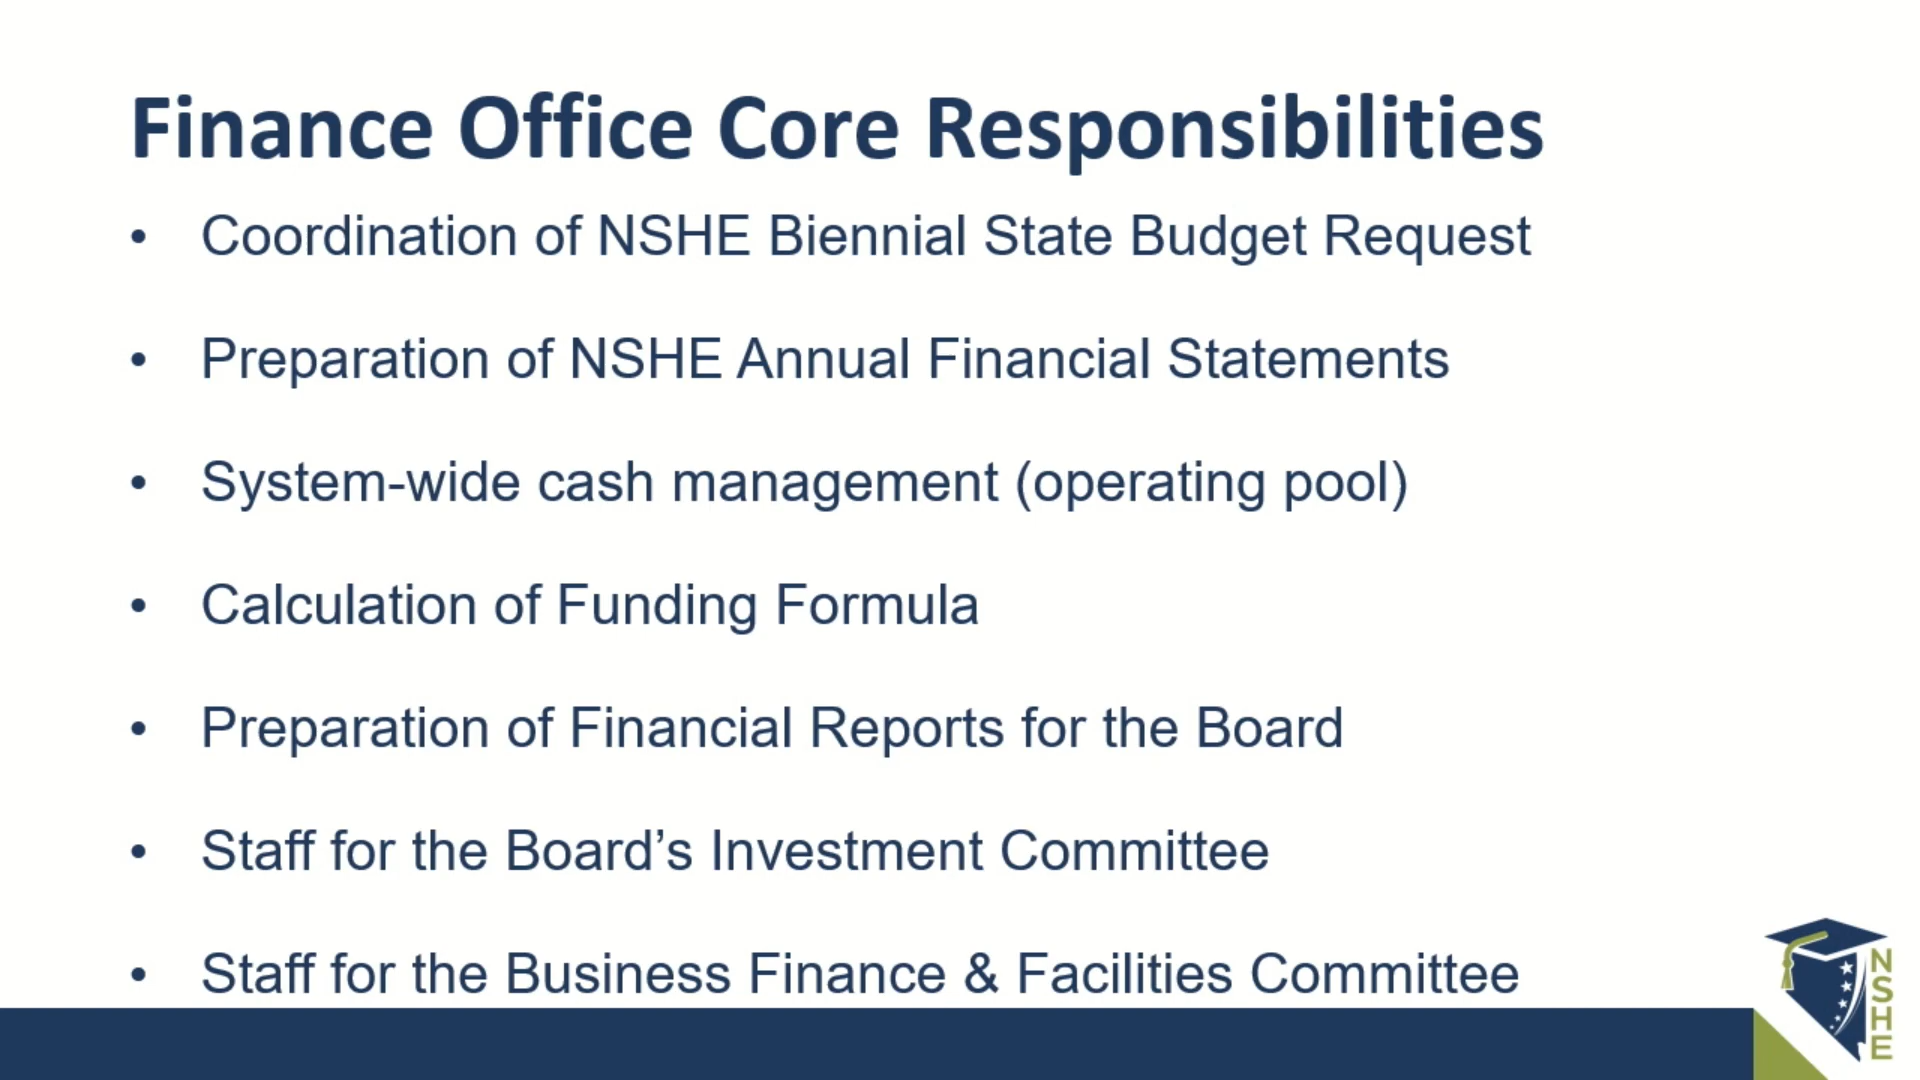 Finance Office Core Responsibilities
• Coordination of NSHE Biennial State Budget Request
• Preparation of NSHE Annual Financial Statements
• System-wide cash management (operating pool)
• Calculation of Funding Formula
• Preparation of Financial Reports for the Board
• Staff for the Board’s Investment Committee
• Staff for the Business Finance & Facilities Committee
NSHE